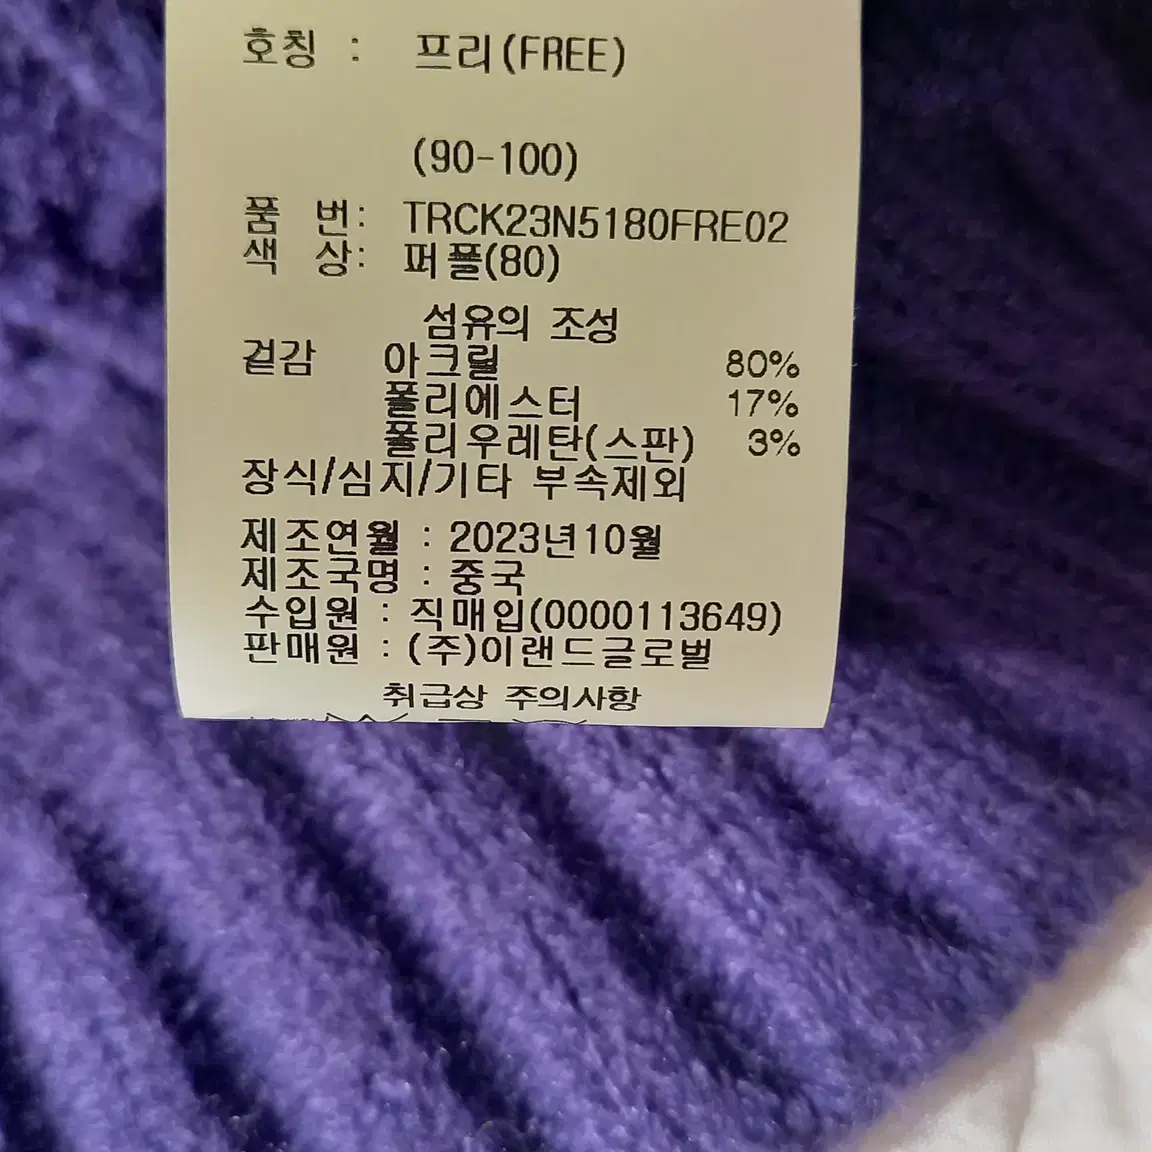 호칭 : 프리(FREE)
(90-100)
품 번: TRCK23N5180FRE02
색 상: 퍼플(80)
섬유의 조성
겉감 아크릴 80%
폴리에스터 17%
폴리우레탄(스판) 3%
장식/심지/기타 부속제외
제조연월 : 2023년10월
제조국명 : 중국
수입원 : 직매입(0000113649)
판매원 : (주)이랜드글로벌
취급상 주의사항